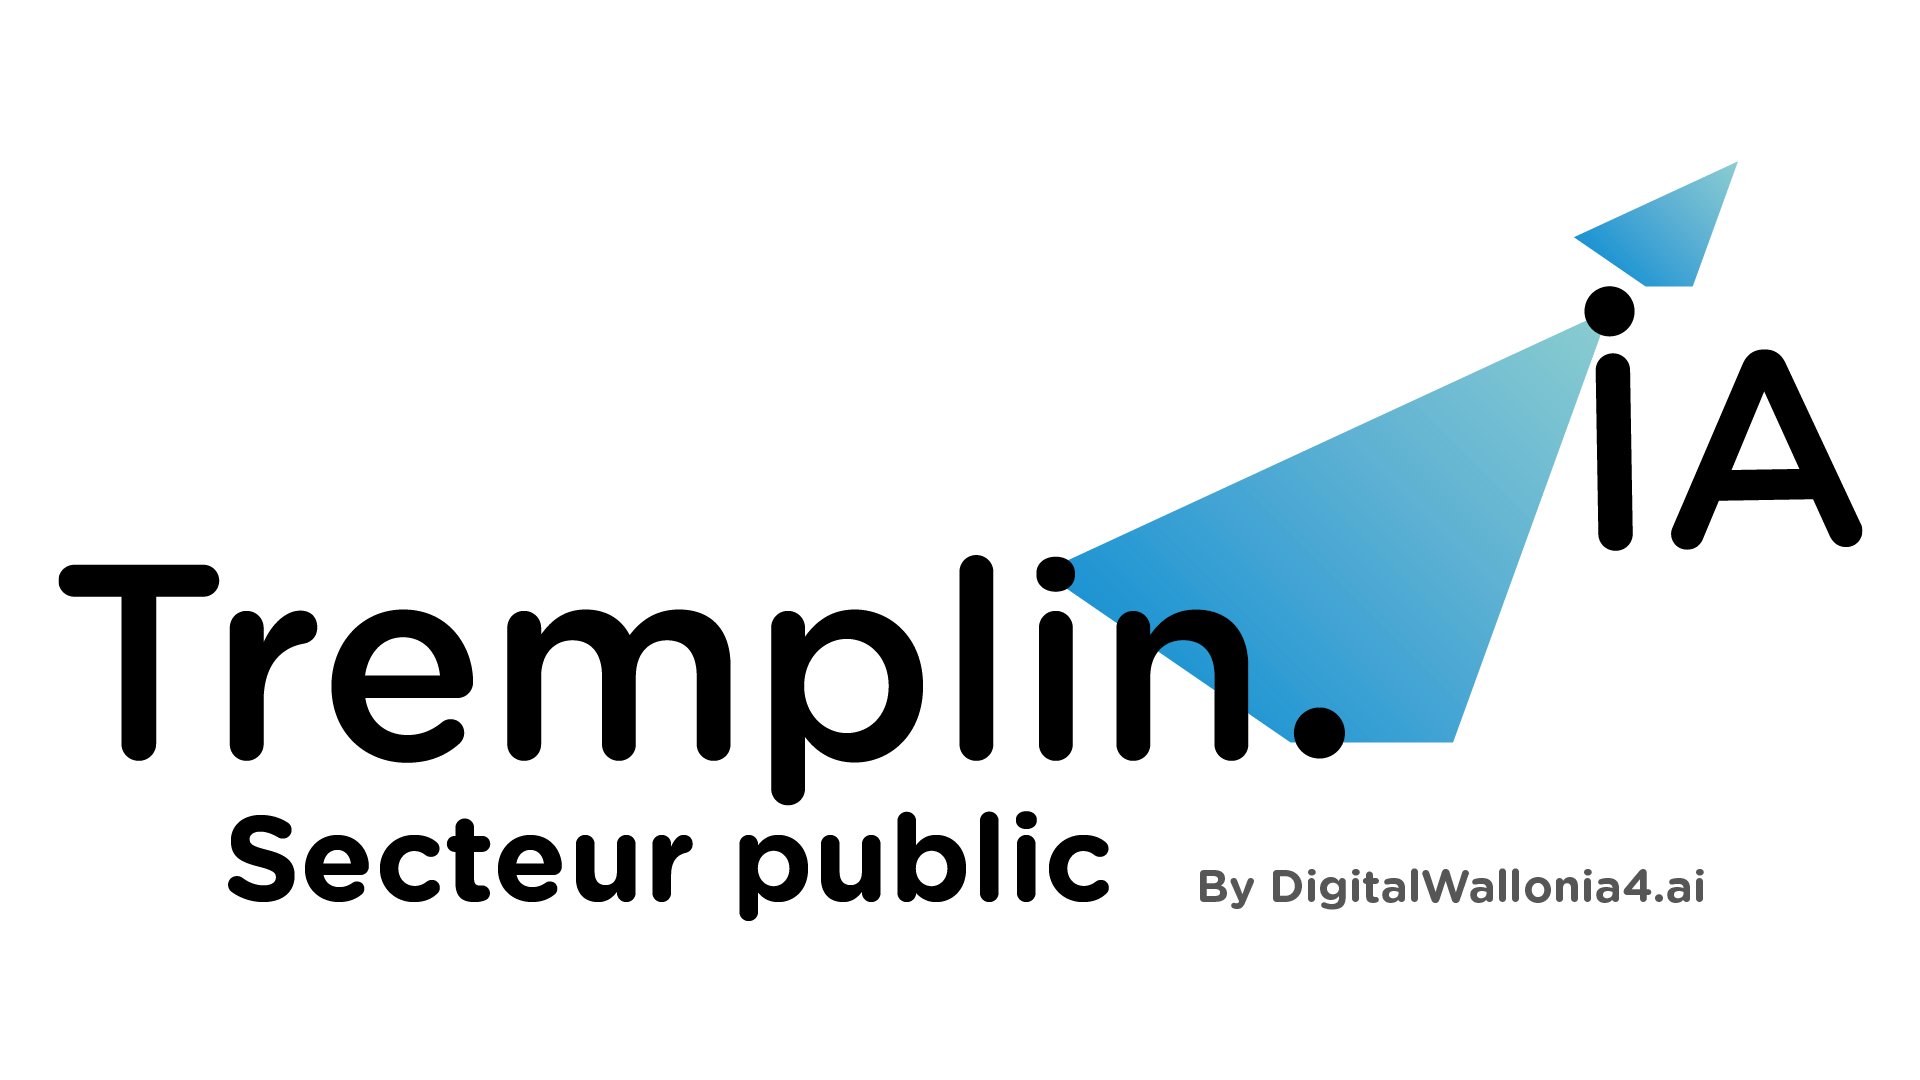 Tremplin.
iA
Secteur public
By DigitalWallonia4.ai